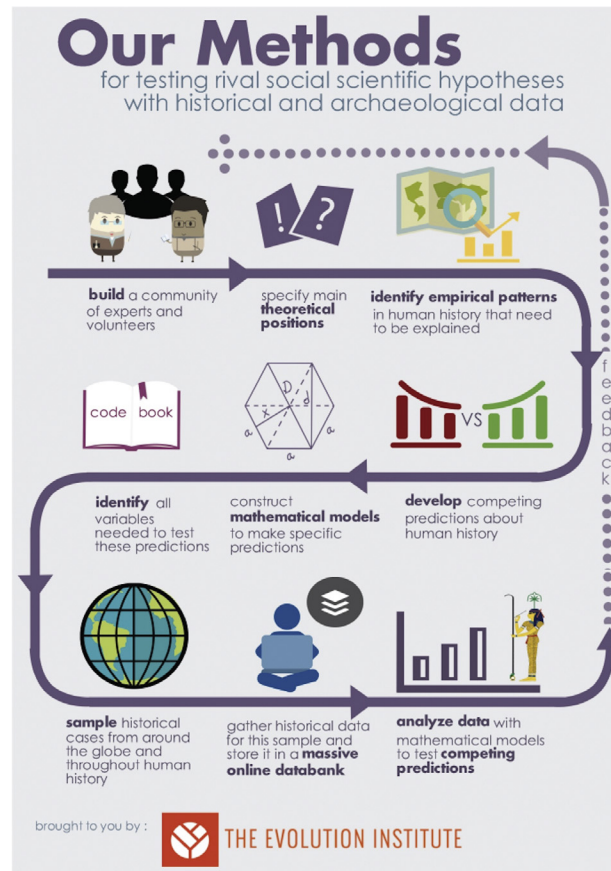 Our Methods
for testing rival social scientific hypotheses
with historical and archaeological data
! ?
build a community
of experts and
volunteers
specify main
theoretical
positions
identify empirical patterns
in human history that need
to be explained
feedback
code book
D d
x
a a
a
VS
identify all
variables
needed to test
these predictions
construct
mathematical models
to make specific
predictions
develop competing
predictions about
human history
sample historical
cases from around
the globe and
throughout human
history
gather historical data
for this sample and
store it in a massive
online databank
analyze data with
mathematical models
to test competing
predictions
brought to you by :
THE EVOLUTION INSTITUTE